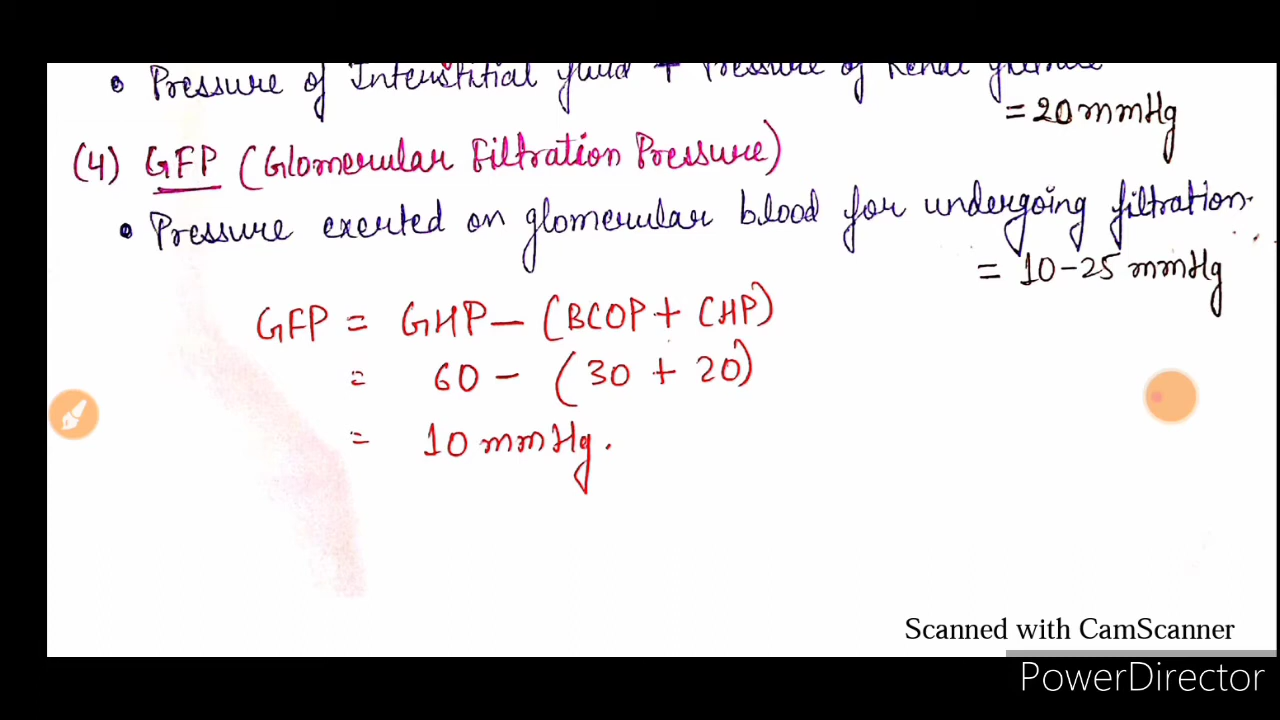 • Pressure of Interstitial fluid + Pressure of Renal filtrate
= 20 mmHg
(4) GFP (Glomerular Filtration Pressure)
• Pressure exerted on glomerular blood for undergoing filtration.
= 10-25 mmHg
GFP = GHP - (BCOP + CHP)
= 60 - (30 + 20)
= 10 mmHg.
Scanned with CamScanner
PowerDirector